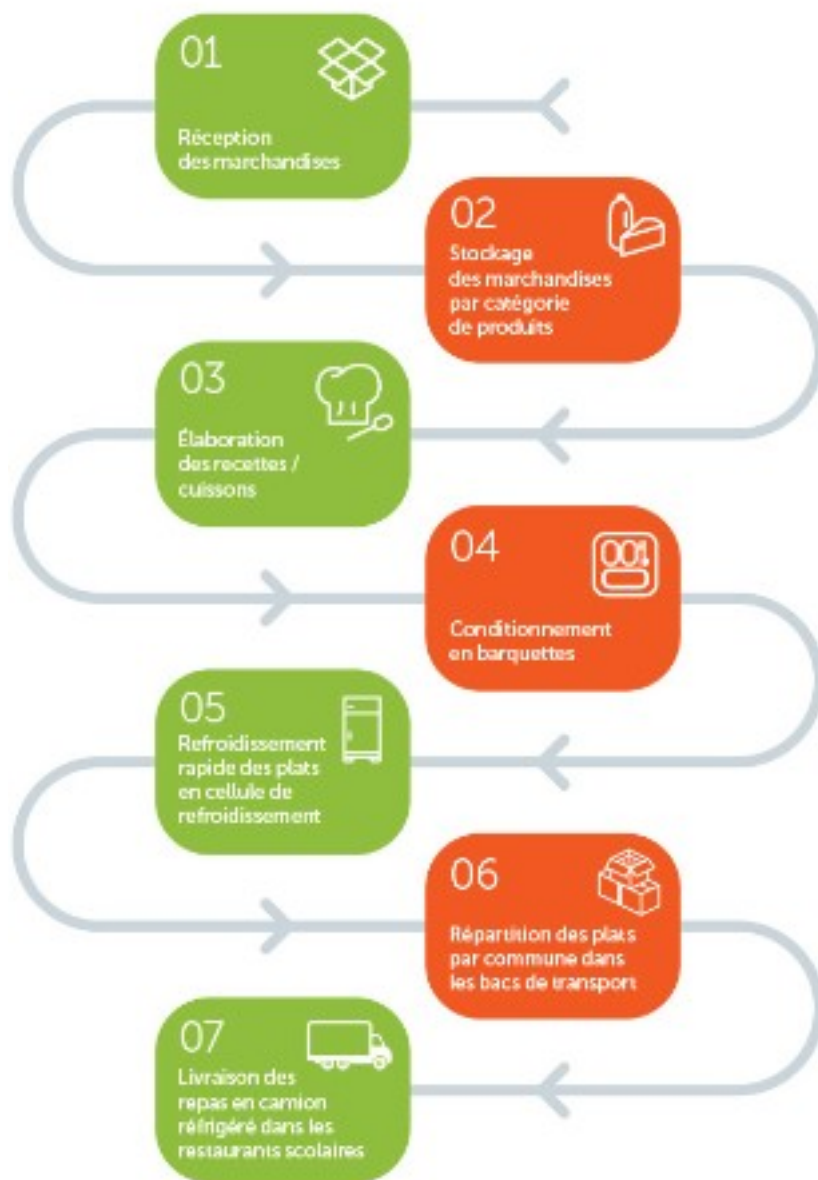 01
Réception
des marchandises
02
Stockage
des marchandises
par catégorie
de produits
03
Élaboration
des recettes /
cuissons
04
001
Conditionnement
en barquettes
05
Refroidissement
rapide des plats
en cellule de
refroidissement
06
Répartition des plats
par commune dans
les bacs de transport
07
Livraison des
repas en camion
réfrigéré dans les
restaurants scolaires